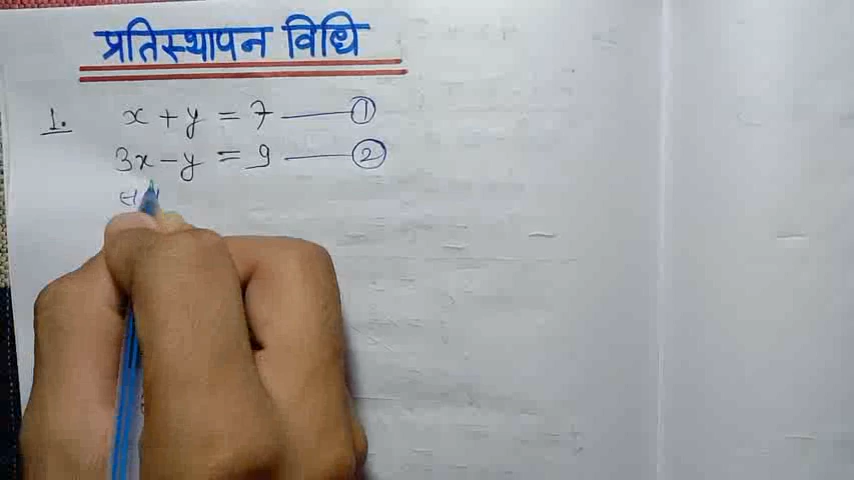 प्रतिस्थापन विधि
1. x + y = 7 —— ①
3x - y = 9 —— ②